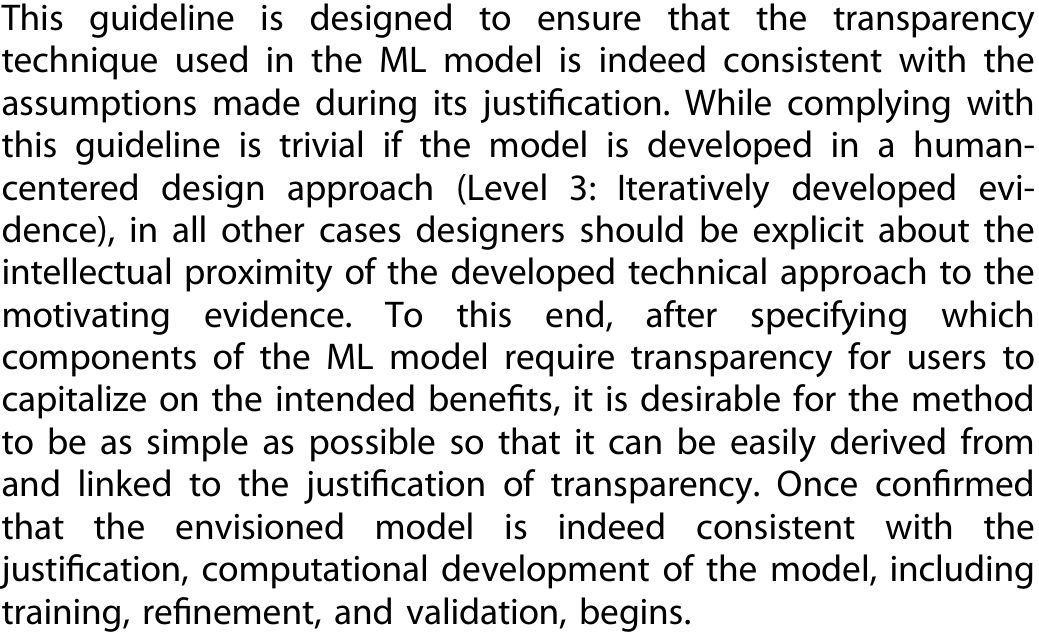 This guideline is designed to ensure that the transparency
technique used in the ML model is indeed consistent with the
assumptions made during its justification. While complying with
this guideline is trivial if the model is developed in a human-
centered design approach (Level 3: Iteratively developed evi-
dence), in all other cases designers should be explicit about the
intellectual proximity of the developed technical approach to the
motivating evidence. To this end, after specifying which
components of the ML model require transparency for users to
capitalize on the intended benefits, it is desirable for the method
to be as simple as possible so that it can be easily derived from
and linked to the justification of transparency. Once confirmed
that the envisioned model is indeed consistent with the
justification, computational development of the model, including
training, refinement, and validation, begins.